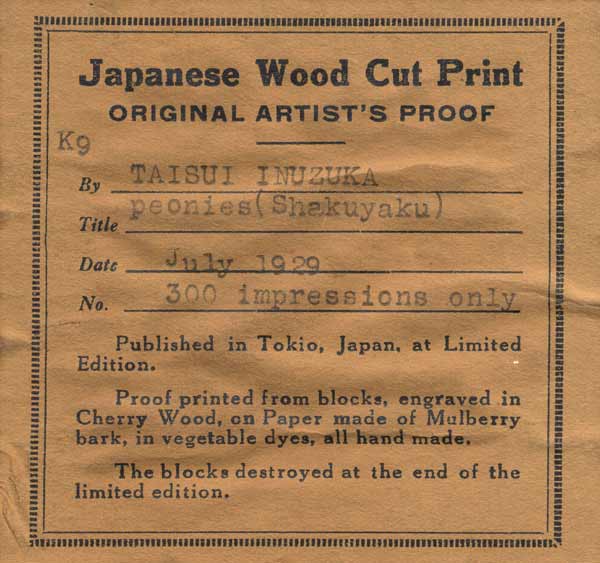 Japanese Wood Cut Print
ORIGINAL ARTIST'S PROOF
K9
By TAISUI INUZUKA
Title peonies(Shakuyaku)
Date July 1929
No. 300 impressions only
Published in Tokio, Japan, at Limited
Edition.
Proof printed from blocks, engraved in
Cherry Wood, on Paper made of Mulberry
bark, in vegetable dyes, all hand made.
The blocks destroyed at the end of the
limited edition.